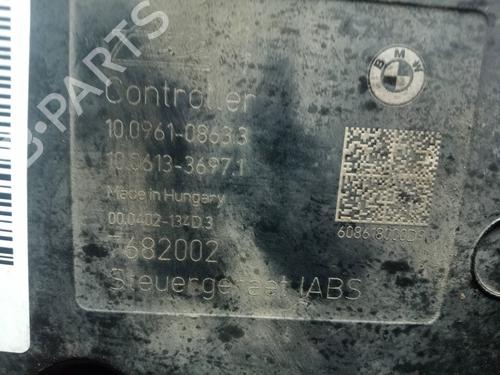 B-PARTS
BMW
Controller
10.0961-0863.3
10.0613-3697.1
Made in Hungary
00.0402-134D.3
682002
Steuergeraet IABS